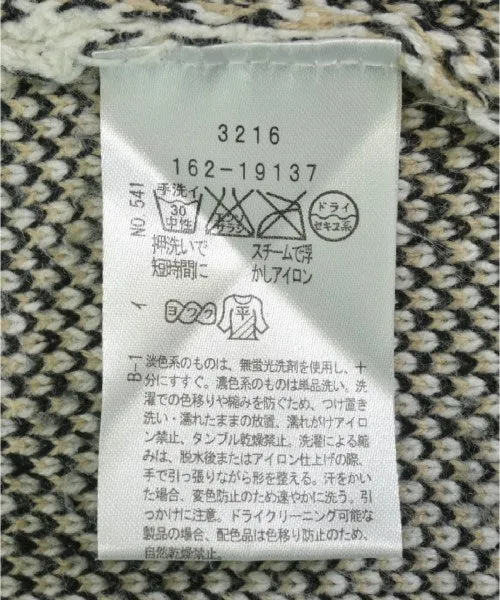 3216
162-19137
NO 541
手洗イ
30
中性
エンソ
サラシ
ドライ
セキユ系
押洗いで
短時間に
スチームで浮
かしアイロン
イ
ヨワク
平
B-1
淡色系のものは、無蛍光洗剤を使用し、十
分にすすぐ。濃色系のものは単品洗い。洗
濯での色移りや縮みを防ぐため、つけ置き
洗い・濡れたままの放置、濡れがけアイロ
ン禁止、タンブル乾燥禁止。洗濯による縮
みは、脱水後またはアイロン仕上げの際、
手で引っ張りながら形を整える。汗をかい
た場合、変色防止のため速やかに洗う。引
っかけに注意。ドライクリーニング可能な
製品の場合、配色品は色移り防止のため、
自然乾燥禁止。